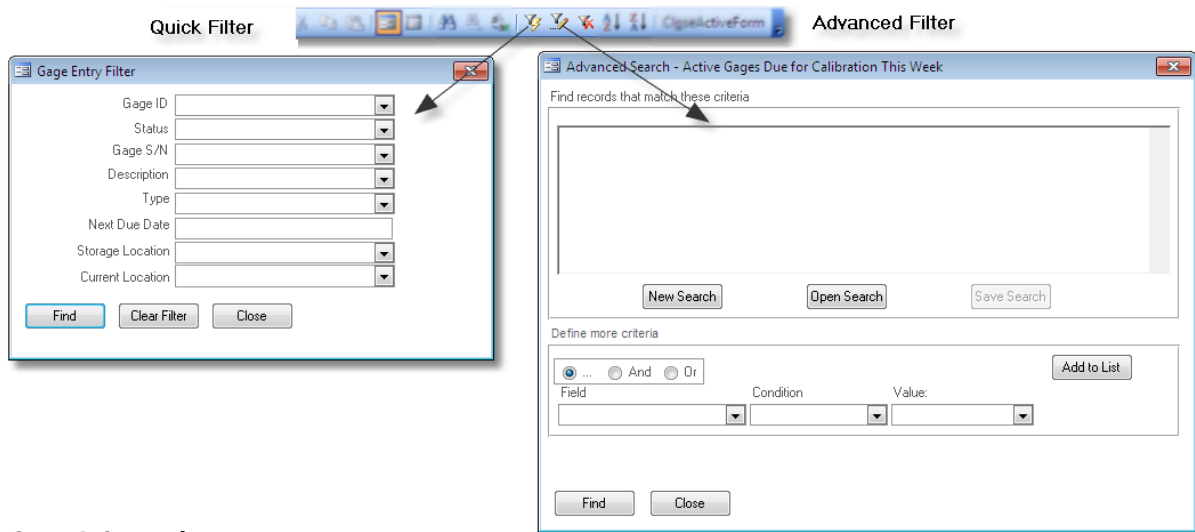 Quick Filter
CloseActiveForm
Advanced Filter
Gage Entry Filter
Gage ID
Status
Gage S/N
Description
Type
Next Due Date
Storage Location
Current Location
Find Clear Filter Close
Advanced Search - Active Gages Due for Calibration This Week
Find records that match these criteria
New Search Open Search Save Search
Define more criteria
... And Or
Add to List
Field Condition Value:
Find Close